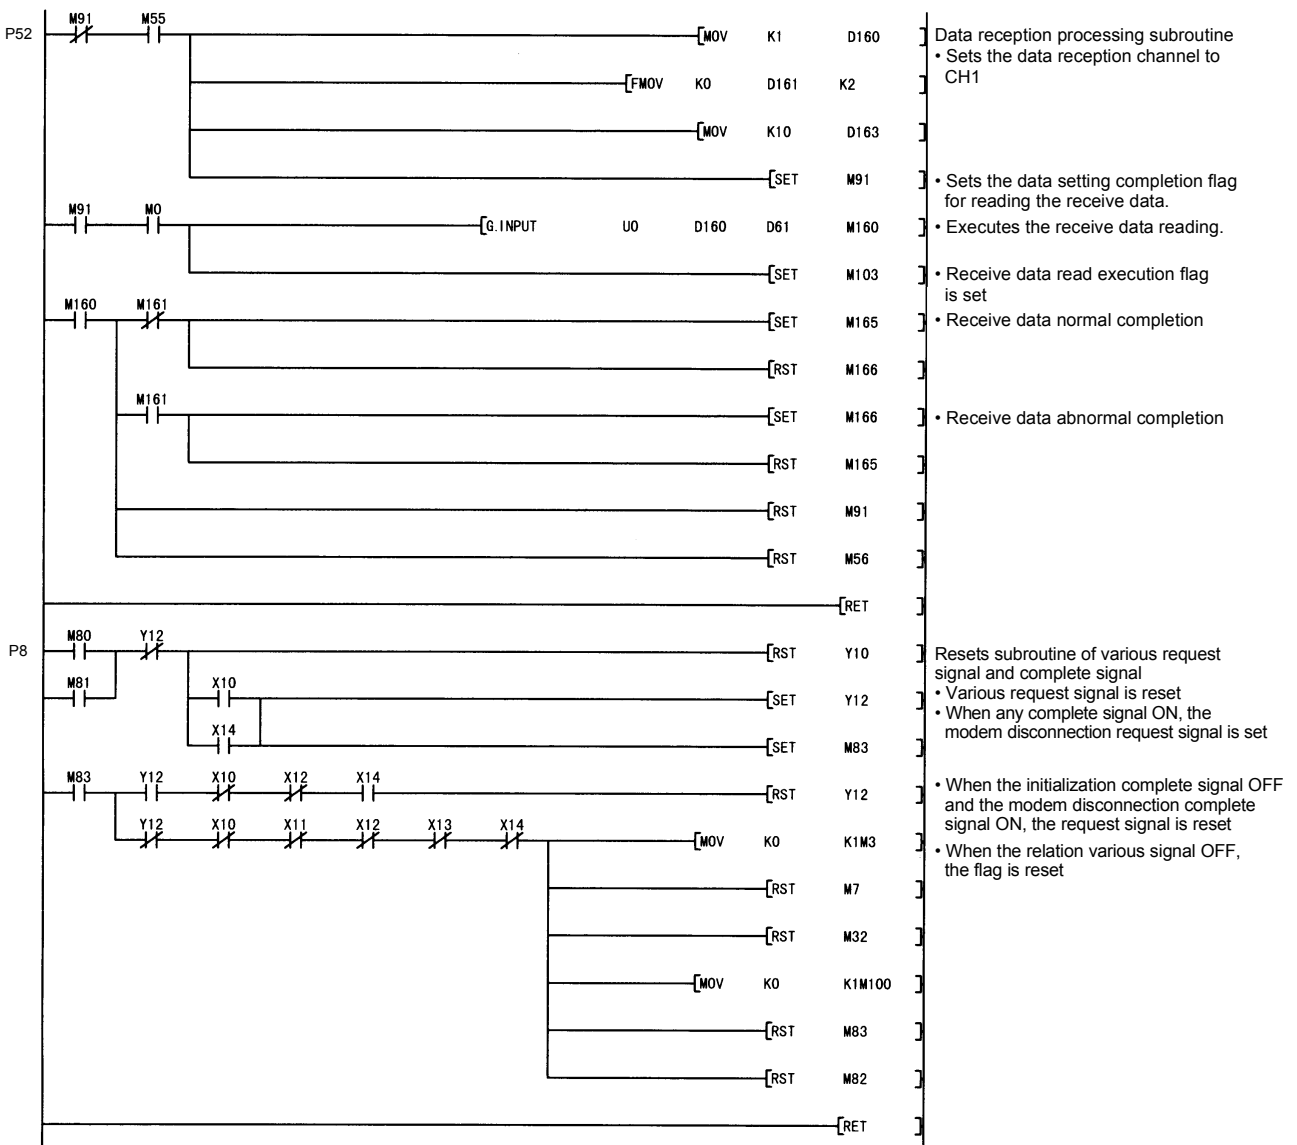 M91 M55
P52 [MOV K1 D160 ] Data reception processing subroutine
• Sets the data reception channel to
CH1
[FMOV K0 D161 K2 ]
[MOV K10 D163 ]
[SET M91 ] • Sets the data setting completion flag
for reading the receive data.
M91 M0
[G.INPUT U0 D160 D61 M160 ] • Executes the receive data reading.
[SET M103 ] • Receive data read execution flag
is set
M160 M161
[SET M165 ] • Receive data normal completion
[RST M166 ]
M161
[SET M166 ] • Receive data abnormal completion
[RST M165 ]
[RST M91 ]
[RST M56 ]
[RET ]
M80 Y12
P8 [RST Y10 ] Resets subroutine of various request
signal and complete signal
M81 X10
[SET Y12 ] • Various request signal is reset
• When any complete signal ON, the
modem disconnection request signal is set
X14
[SET M83 ]
M83 Y12 X10 X12 X14
[RST Y12 ] • When the initialization complete signal OFF
and the modem disconnection complete
signal ON, the request signal is reset
Y12 X10 X11 X12 X13 X14
[MOV K0 K1M3 ] • When the relation various signal OFF,
the flag is reset
[RST M7 ]
[RST M32 ]
[MOV K0 K1M100 ]
[RST M83 ]
[RST M82 ]
[RET ]